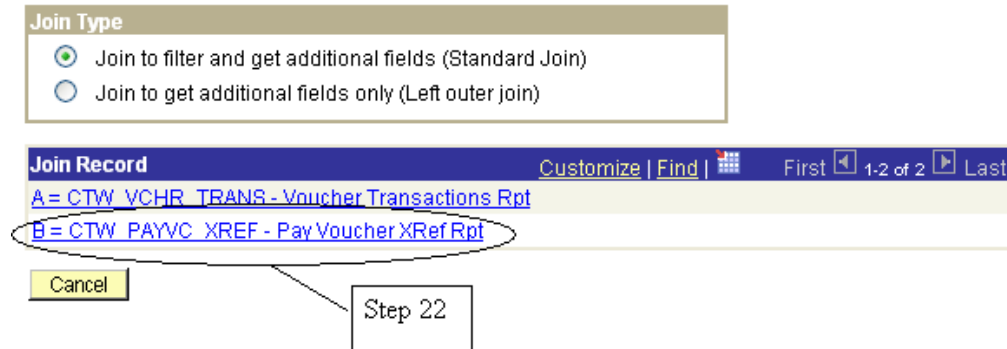 Join Type
Join to filter and get additional fields (Standard Join)
Join to get additional fields only (Left outer join)
Join Record Customize | Find | First 1-2 of 2 Last
A = CTW_VCHR_TRANS - Voucher Transactions Rpt
B = CTW_PAYVC_XREF - Pay Voucher XRef Rpt
Cancel
Step 22